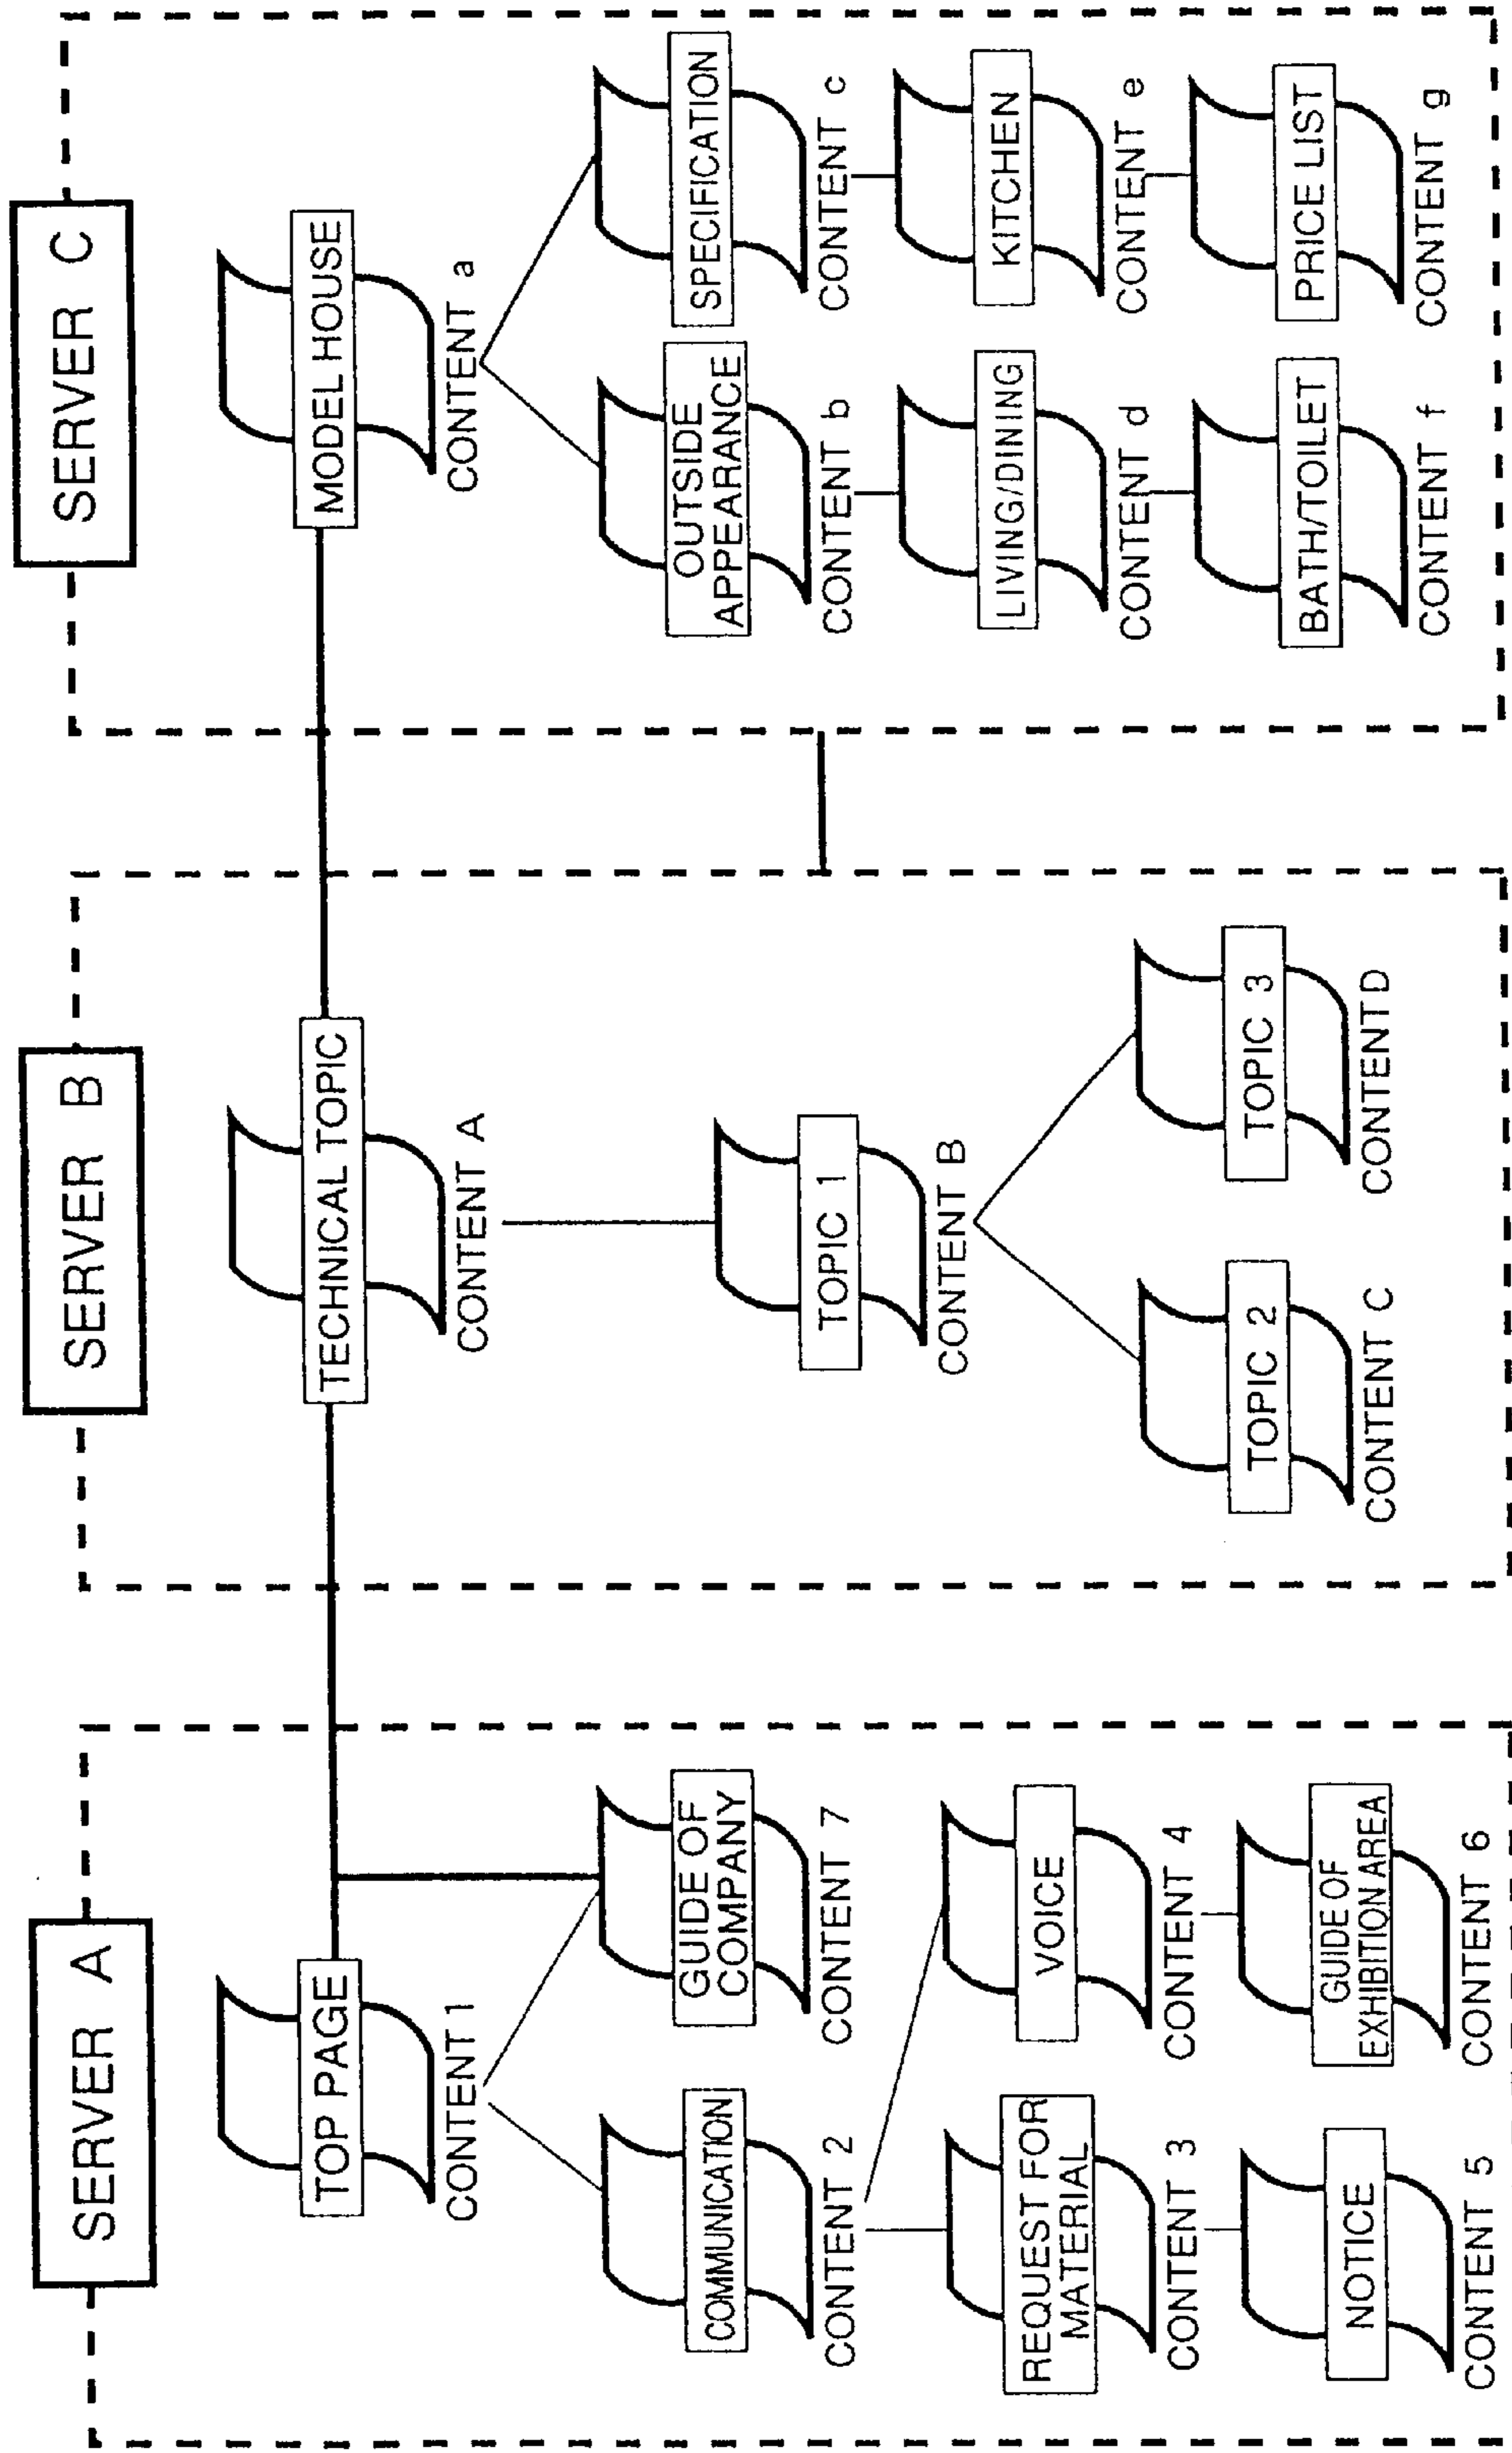 SERVER A
TOP PAGE
CONTENT 1
COMMUNICATION
CONTENT 2
GUIDE OF
COMPANY
CONTENT 7
REQUEST FOR
MATERIAL
CONTENT 3
VOICE
CONTENT 4
NOTICE
CONTENT 5
GUIDE OF
EXHIBITION AREA
CONTENT 6
SERVER B
TECHNICAL TOPIC
CONTENT A
TOPIC 1
CONTENT B
TOPIC 2
CONTENT C
TOPIC 3
CONTENT D
SERVER C
MODEL HOUSE
CONTENT a
OUTSIDE
APPEARANCE
CONTENT b
SPECIFICATION
CONTENT c
LIVING/DINING
CONTENT d
KITCHEN
CONTENT e
BATH/TOILET
CONTENT f
PRICE LIST
CONTENT g